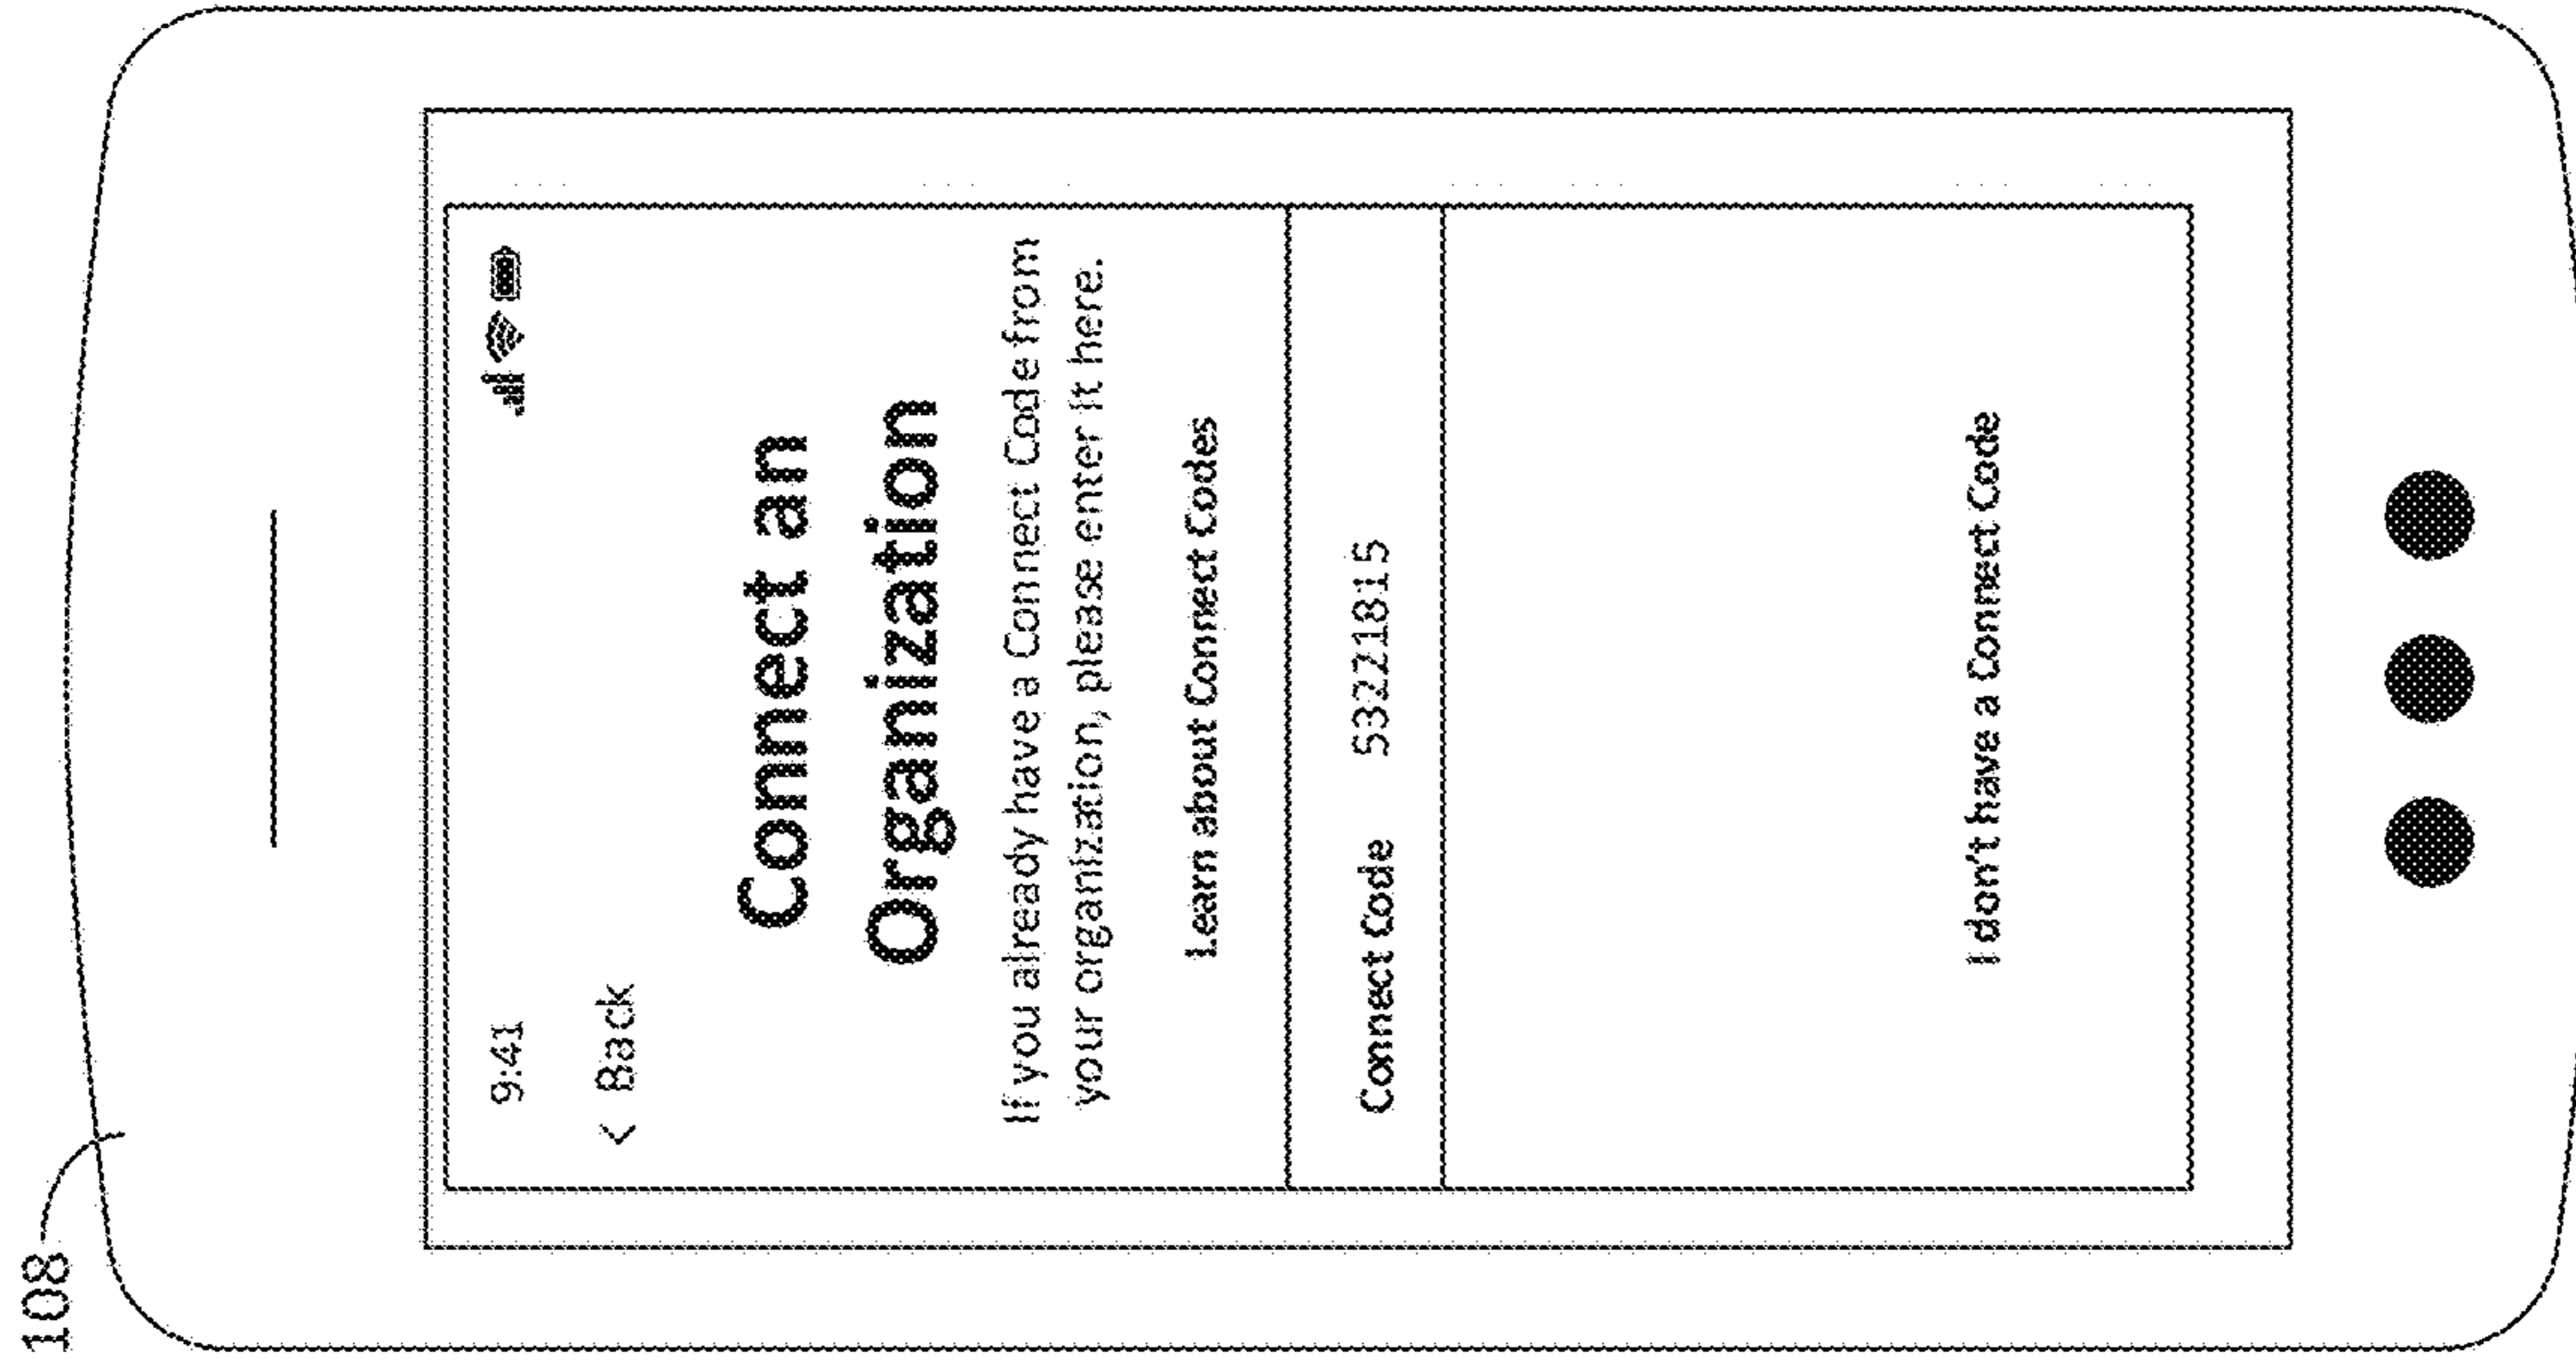 108
9:41
< Back
Connect an
Organization
If you already have a Connect Code from
your organization, please enter it here.
Learn about Connect Codes
Connect Code 53221815
I don't have a Connect Code